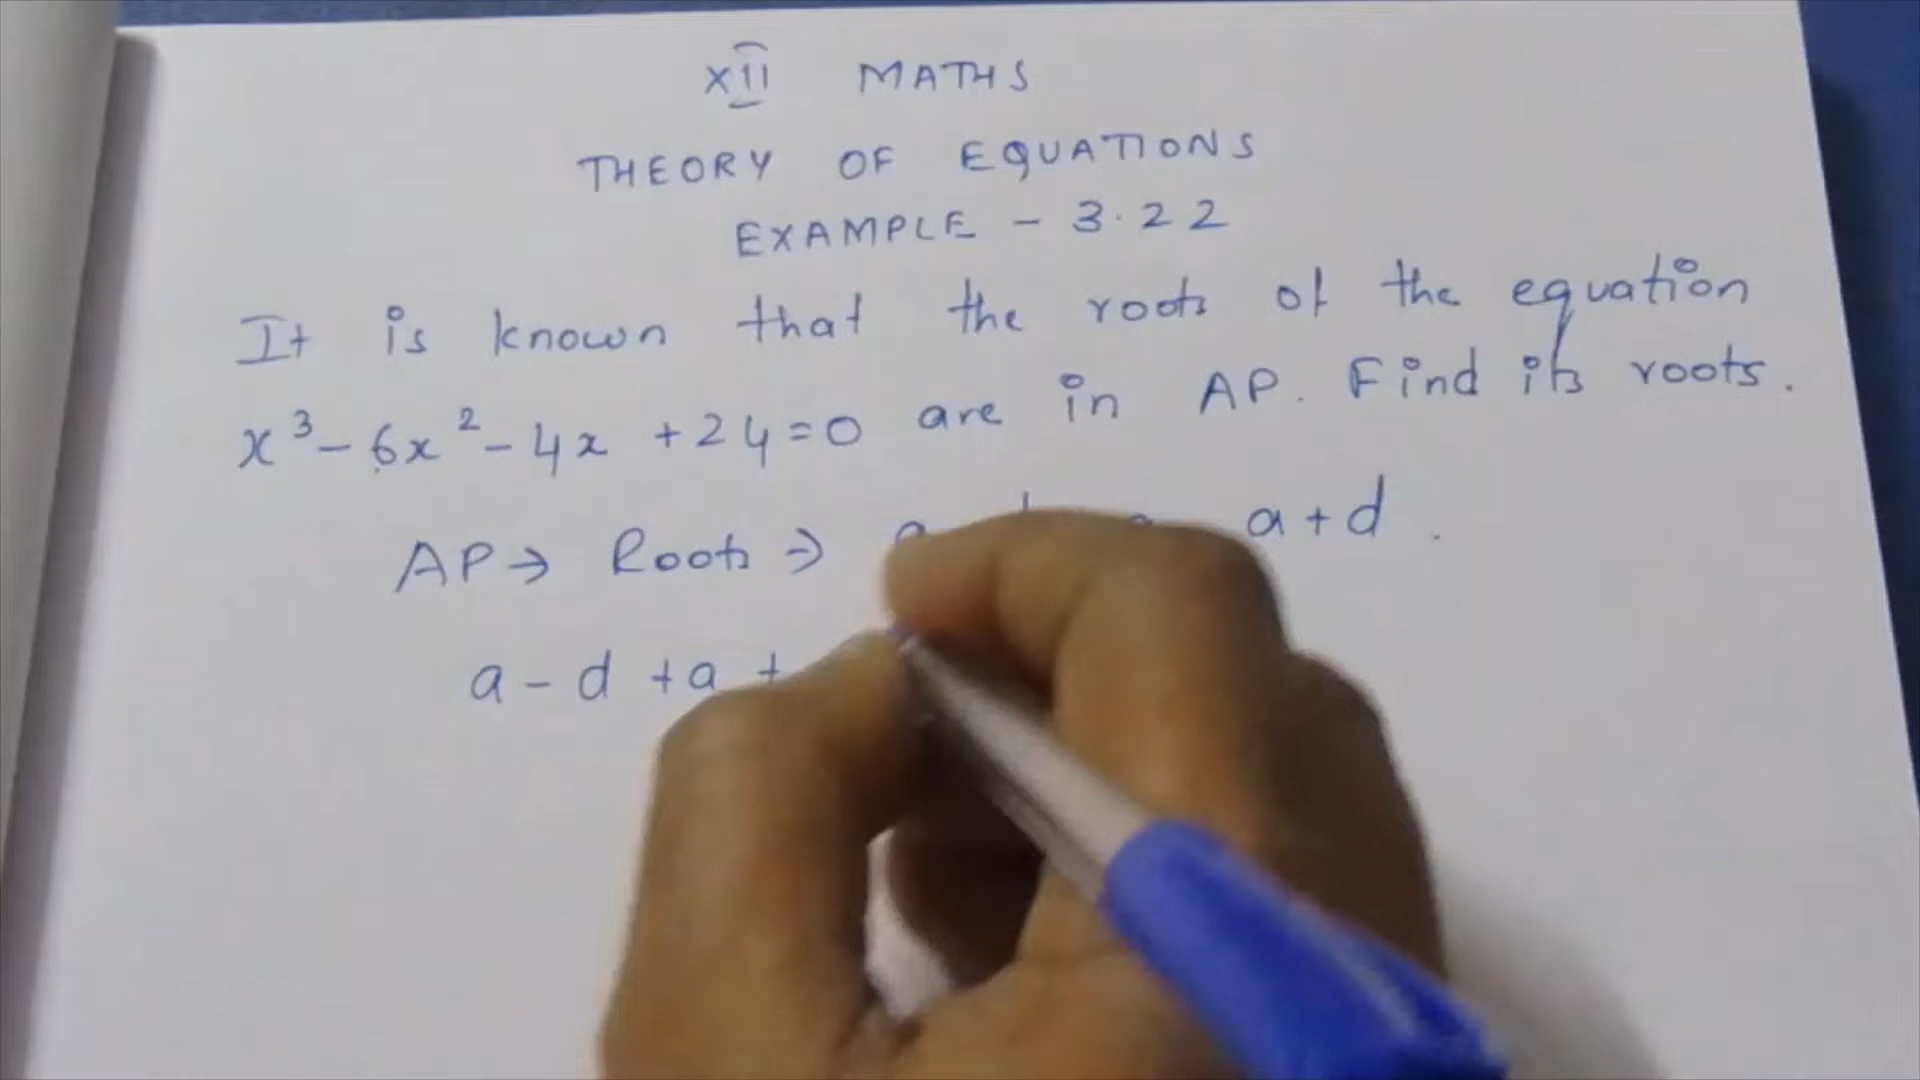 XII MATHS
THEORY OF EQUATIONS
EXAMPLE - 3.22
It is known that the roots of the equation
x³ - 6x² - 4x + 24 = 0 are in AP. Find its roots.
AP → Roots → a + d .
a - d + a +